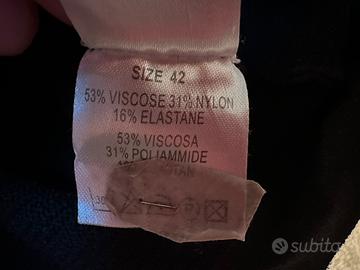 SIZE 42
53% VISCOSE 31% NYLON
16% ELASTANE
53% VISCOSA
31% POLIAMMIDE
subito